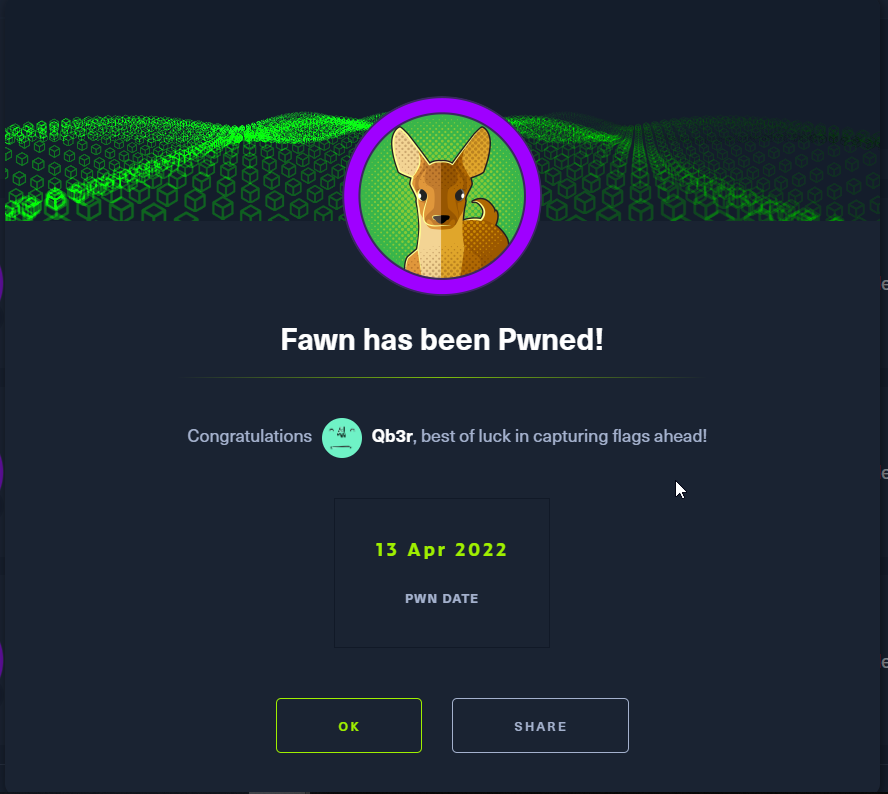 Fawn has been Pwned!
Congratulations Qb3r, best of luck in capturing flags ahead!
13 Apr 2022
PWN DATE
OK SHARE